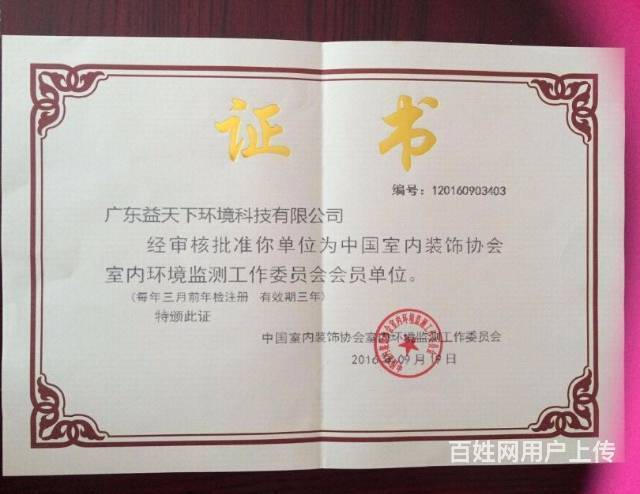 证 书
编号：120160903403
广东益天下环境科技有限公司
经审核批准你单位为中国室内装饰协会
室内环境监测工作委员会会员单位。
（每年三月前年检注册 有效期三年）
特颁此证
中国室内装饰协会室内环境监测工作委员会
2016年09月19日
百姓网用户上传